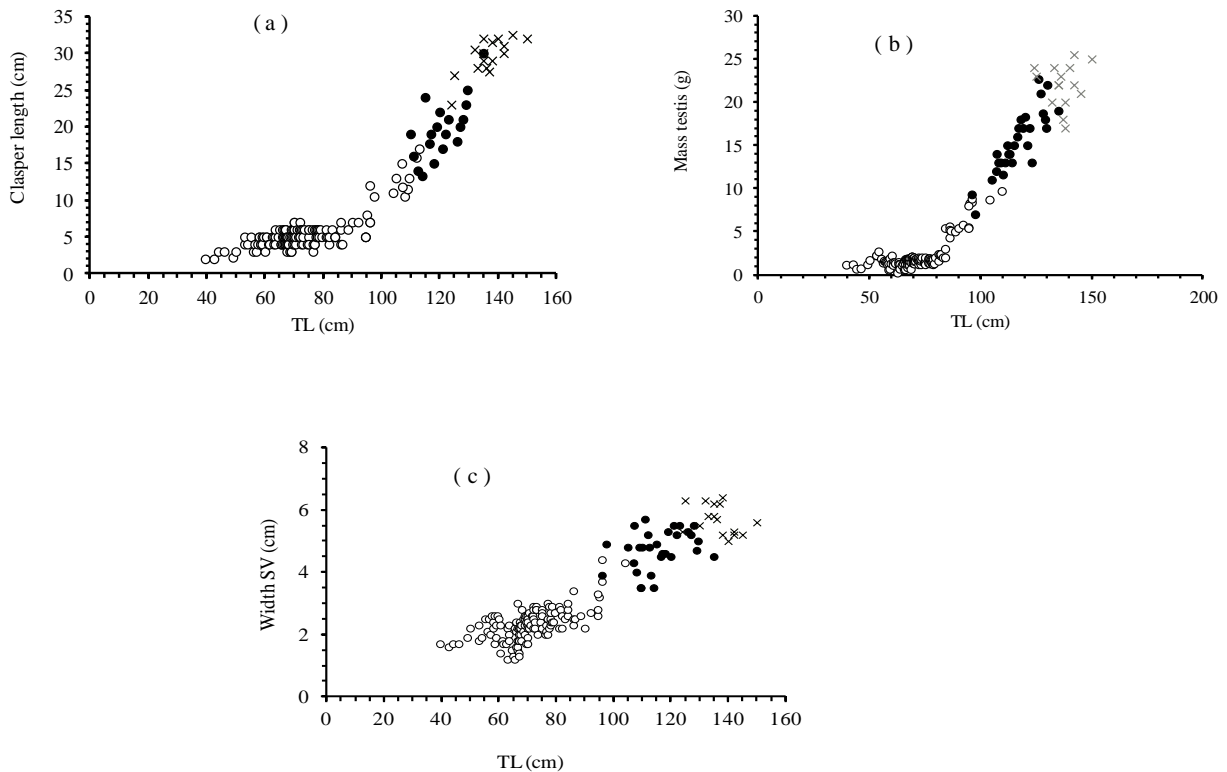 ( a )
Clasper length (cm)
35
30
25
20
15
10
5
0
0 20 40 60 80 100 120 140 160
TL (cm)
( b )
Mass testis (g)
30
25
20
15
10
5
0
0 50 100 150 200
TL (cm)
( c )
Width SV (cm)
8
6
4
2
0
0 20 40 60 80 100 120 140 160
TL (cm)